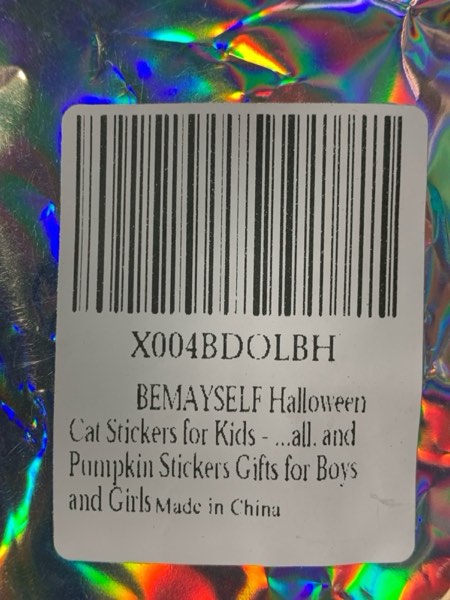 X004BDOLBH
BEMAYSELF Halloween
Cat Stickers for Kids - ...all. and
Pumpkin Stickers Gifts for Boys
and Girls Made in China